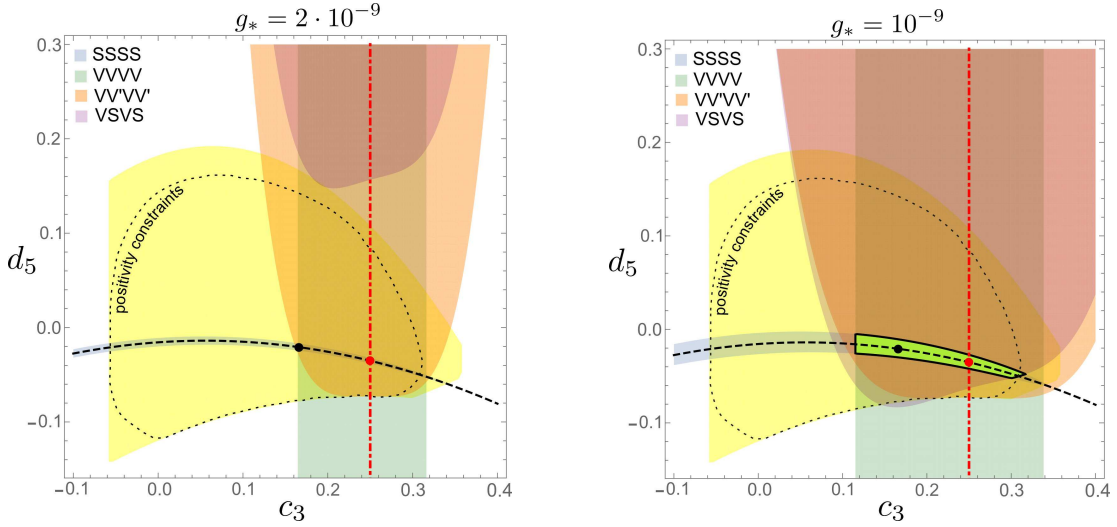 g* = 2 · 10⁻⁹
SSSS
VVVV
VV'VV'
VSVS
positivity constraints
d₅
0.3
0.2
0.1
0.0
−0.1
−0.1
0.0
0.1
0.2
0.3
0.4
c₃
g* = 10⁻⁹
SSSS
VVVV
VV'VV'
VSVS
positivity constraints
d₅
0.3
0.2
0.1
0.0
−0.1
−0.1
0.0
0.1
0.2
0.3
0.4
c₃